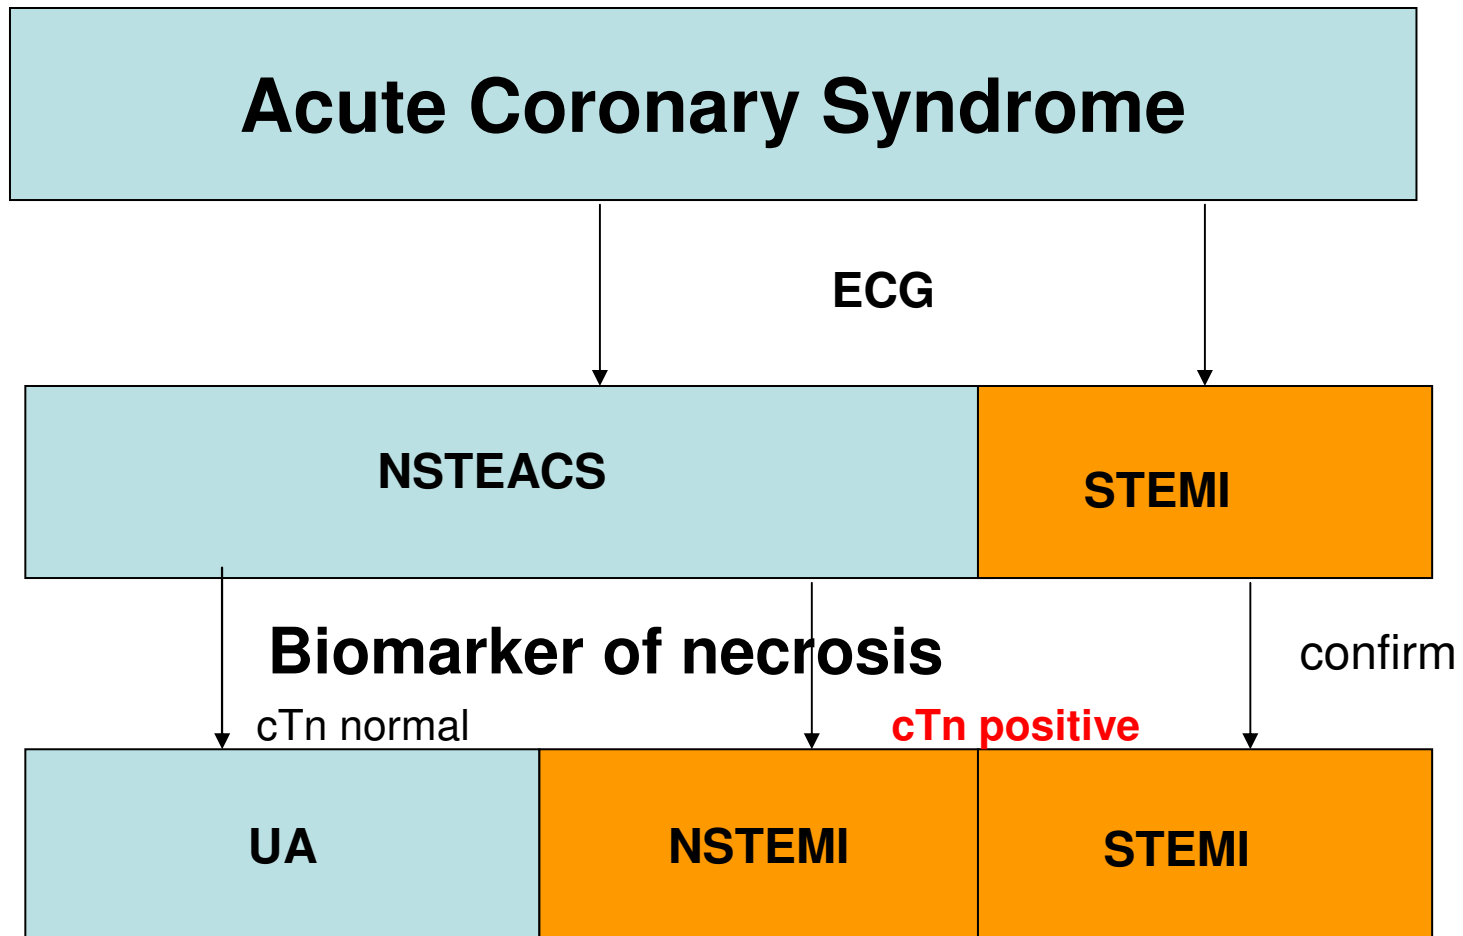 Acute Coronary Syndrome
ECG
NSTEACS
STEMI
Biomarker of necrosis
confirm
cTn normal
cTn positive
UA
NSTEMI
STEMI